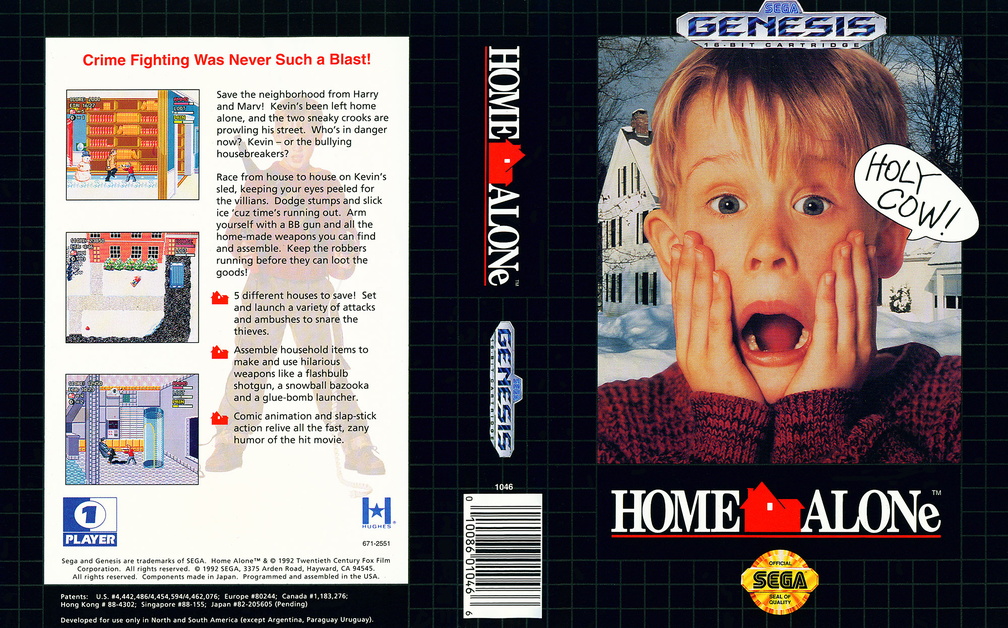 Crime Fighting Was Never Such a Blast!
Save the neighborhood from Harry
and Marv! Kevin's been left home
alone, and the two sneaky crooks are
prowling his street. Who's in danger
now? Kevin – or the bullying
housebreakers?
Race from house to house on Kevin's
sled, keeping your eyes peeled for
the villians. Dodge stumps and slick
ice 'cuz time's running out. Arm
yourself with a BB gun and all the
home-made weapons you can find
and assemble. Keep the robbers
running before they can loot the
goods!
5 different houses to save! Set
and launch a variety of attacks
and ambushes to snare the
thieves.
Assemble household items to
make and use hilarious
weapons like a flashbulb
shotgun, a snowball bazooka
and a glue-bomb launcher.
Comic animation and slap-stick
action relive all the fast, zany
humor of the hit movie.
1
PLAYER
HUGHES
671-2551
Sega and Genesis are trademarks of SEGA. Home Alone™ & © 1992 Twentieth Century Fox Film
Corporation. All rights reserved. © 1992 SEGA, 3375 Arden Road, Hayward, CA 94545.
All rights reserved. Components made in Japan. Programmed and assembled in the USA.
Patents: U.S. #4,442,486/4,454,594/4,462,076; Europe #80244; Canada #1,183,276;
Hong Kong # 88-4302; Singapore #88-155; Japan #82-205605 (Pending)
Developed for use only in North and South America (except Argentina, Paraguay Uruguay).
HOME ALONe™
GENESIS
1046
0 10086 01046 6
SEGA
GENESIS
16-BIT CARTRIDGE
HOLY
COW!
HOME ALONe™
OFFICIAL
SEGA
SEAL OF
QUALITY